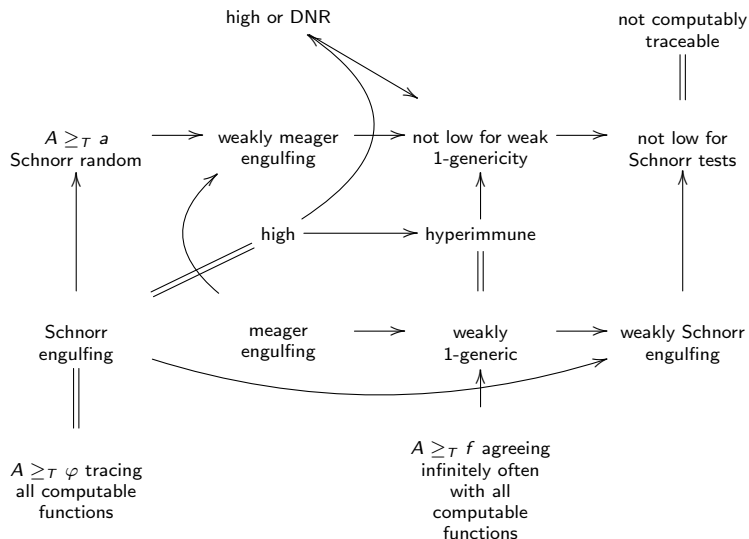 high or DNR
not computably
traceable
A ≥_T a
Schnorr random
weakly meager
engulfing
not low for weak
1-genericity
not low for
Schnorr tests
high
hyperimmune
Schnorr
engulfing
meager
engulfing
weakly
1-generic
weakly Schnorr
engulfing
A ≥_T φ tracing
all computable
functions
A ≥_T f agreeing
infinitely often
with all
computable
functions